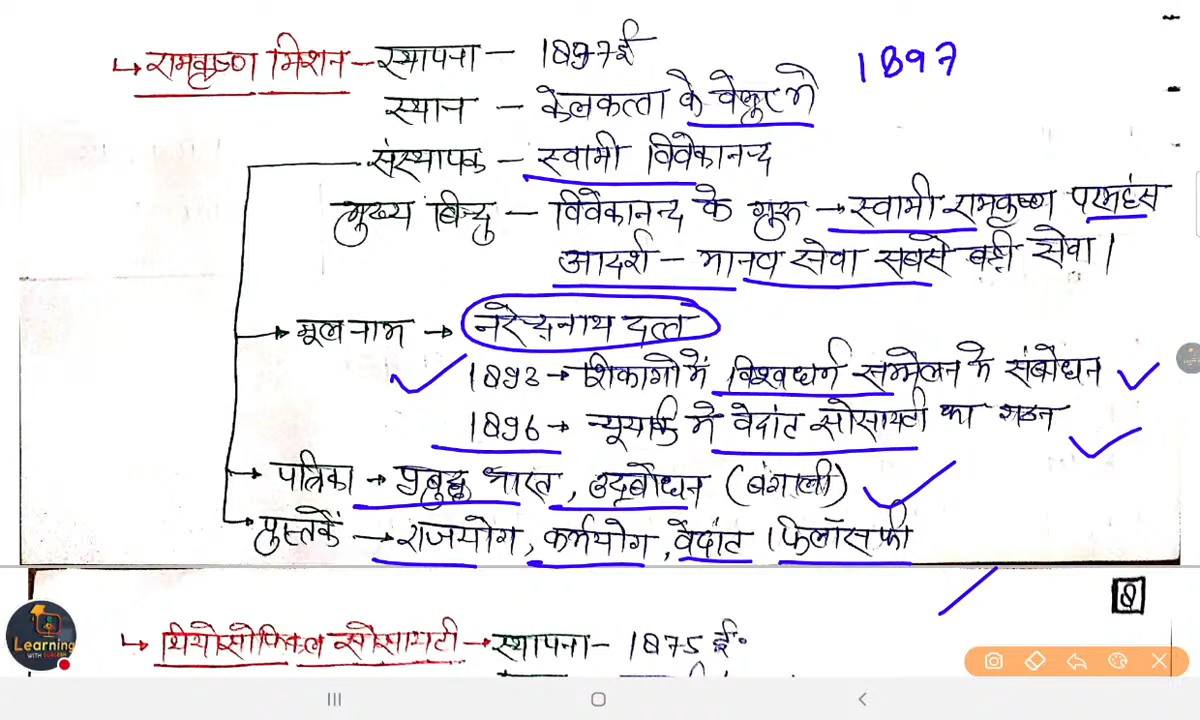 ↳ रामकृष्ण मिशन – स्थापना – 1897ई 1897
स्थान – कलकत्ता के वेलूर मे
संस्थापक – स्वामी विवेकानन्द
मुख्य बिन्दु – विवेकानन्द के गुरु → स्वामी रामकृष्ण परमहंस
आदर्श – मानव सेवा सबसे बड़ी सेवा।
→ मूल नाम → नरेन्द्रनाथ दत्त
1893 → शिकागो में विश्वधर्म सम्मेलन के संबोधन
1896 → न्यूयार्क मे वेदांट सोसायटी का गठन
→ पत्रिका → प्रबुद्ध भारत, उद्बोधन (बंगाली)
पुस्तकें → राजयोग, कर्मयोग, वेदांट फिलॉसफी
8
↳ थियोसोफिकल सोसायटी → स्थापना – 1875 ई॰
Learning